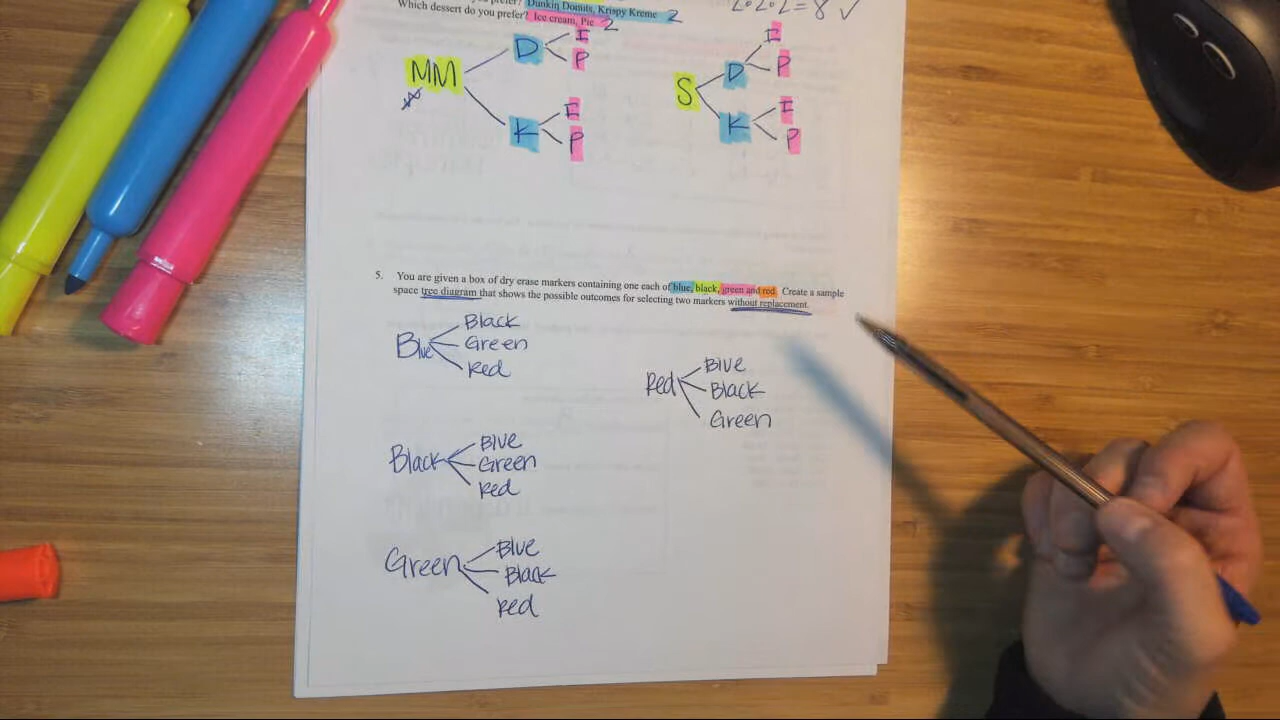 prefer? Dunkin Donuts, Krispy Kreme 2
2·2·2=8 ✓
Which dessert do you prefer? Ice cream, Pie 2
MM
D
I
P
K
I
P
S
D
I
P
K
I
P
5. You are given a box of dry erase markers containing one each of blue, black, green and red. Create a sample
space tree diagram that shows the possible outcomes for selecting two markers without replacement.
Blue
Black
Green
Red
Black
Blue
Green
Red
Green
Blue
Black
Red
Red
Blue
Black
Green